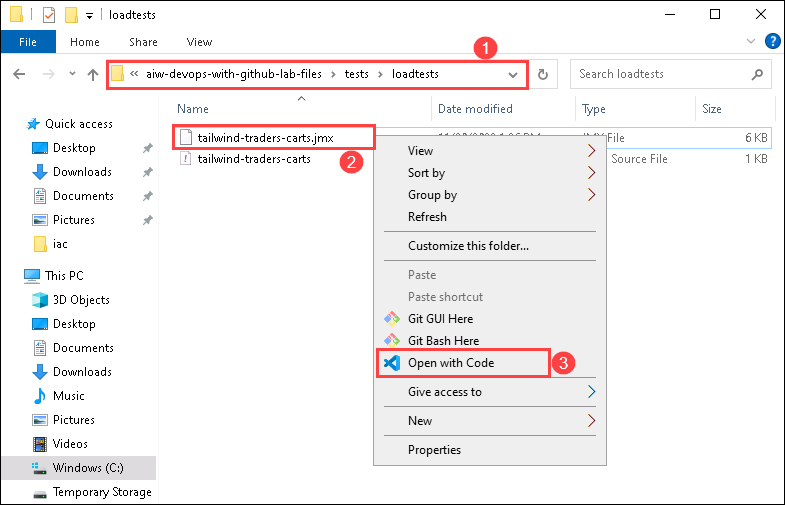 loadtests
File Home Share View
1
« aiw-devops-with-github-lab-files > tests > loadtests
Search loadtests
Name Date modified Type Size
Quick access
Desktop
Downloads
Documents
Pictures
iac
This PC
3D Objects
Desktop
Documents
Downloads
Music
Pictures
Videos
Windows (C:)
Temporary Storage
tailwind-traders-carts.jmx File 6 KB
2
tailwind-traders-carts Source File 1 KB
View
Sort by
Group by
Refresh
Customize this folder...
Paste
Paste shortcut
Git GUI Here
Git Bash Here
Open with Code
3
Give access to
New
Properties